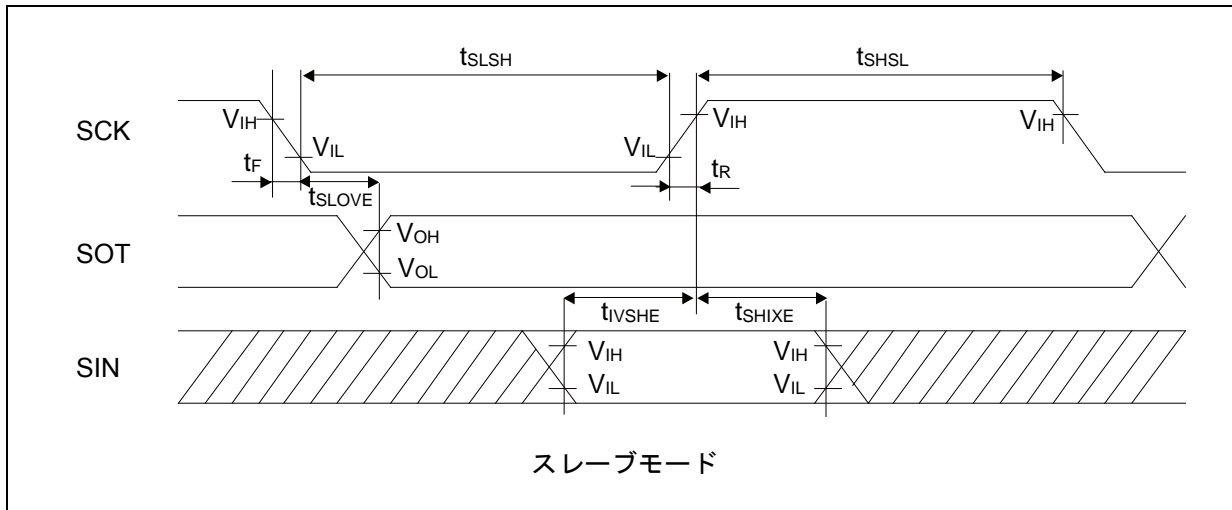 tSLSH
tSHSL
SCK
VIH
VIL
VIL
VIH
VIH
tF
tSLOVE
tR
SOT
VOH
VOL
tIVSHE
tSHIXE
SIN
VIH
VIL
VIH
VIL
スレーブモード